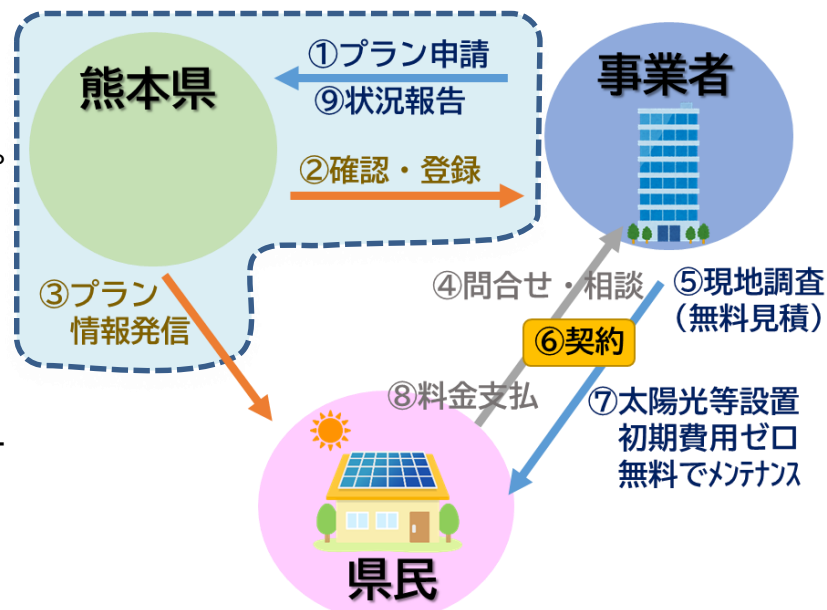 熊本県
①プラン申請
⑨状況報告
事業者
。
②確認・登録
③プラン
情報発信
④問合せ・相談
⑤現地調査
（無料見積）
⑥契約
⑧料金支払
⑦太陽光等設置
初期費用ゼロ
無料でﾒﾝﾃﾅﾝｽ
県民